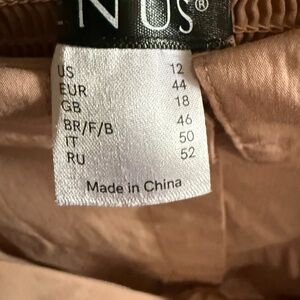 NUS®
US 12
EUR 44
GB 18
BR/F/B 46
IT 50
RU 52
Made in China